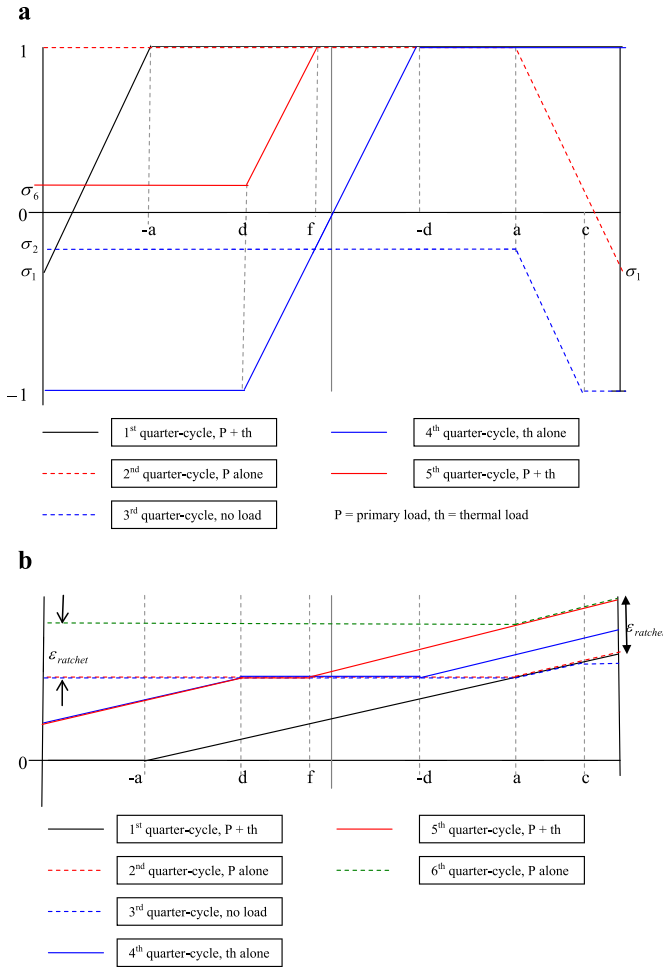 a
1
σ6
0
-a
d
f
-d
a
c
σ2
σ1
σ1
−1
1st quarter-cycle, P + th
4th quarter-cycle, th alone
2nd quarter-cycle, P alone
5th quarter-cycle, P + th
3rd quarter-cycle, no load
P = primary load, th = thermal load
b
εratchet
εratchet
0
-a
d
f
-d
a
c
1st quarter-cycle, P + th
5th quarter-cycle, P + th
2nd quarter-cycle, P alone
6th quarter-cycle, P alone
3rd quarter-cycle, no load
4th quarter-cycle, th alone